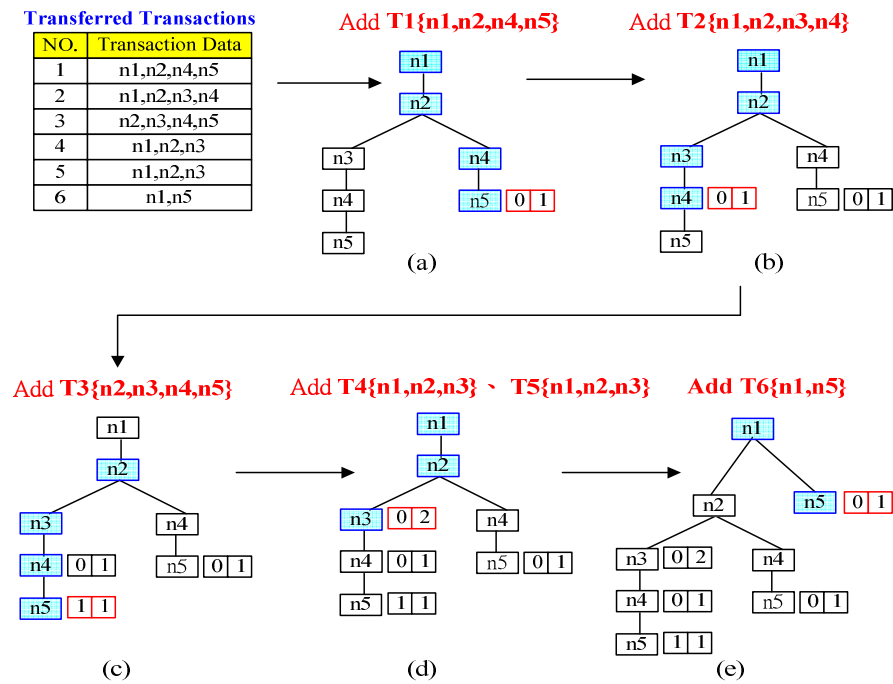 Transferred Transactions
NO. Transaction Data
1 n1,n2,n4,n5
2 n1,n2,n3,n4
3 n2,n3,n4,n5
4 n1,n2,n3
5 n1,n2,n3
6 n1,n5
Add T1{n1,n2,n4,n5}
n1
n2
n3 n4
n4 n5 0 1
n5
(a)
Add T2{n1,n2,n3,n4}
n1
n2
n3 n4
n4 0 1 n5 0 1
n5
(b)
Add T3{n2,n3,n4,n5}
n1
n2
n3 n4
n4 0 1 n5 0 1
n5 1 1
(c)
Add T4{n1,n2,n3}、T5{n1,n2,n3}
n1
n2
n3 0 2 n4
n4 0 1 n5 0 1
n5 1 1
(d)
Add T6{n1,n5}
n1
n5 0 1
n2
n3 0 2 n4
n4 0 1 n5 0 1
n5 1 1
(e)